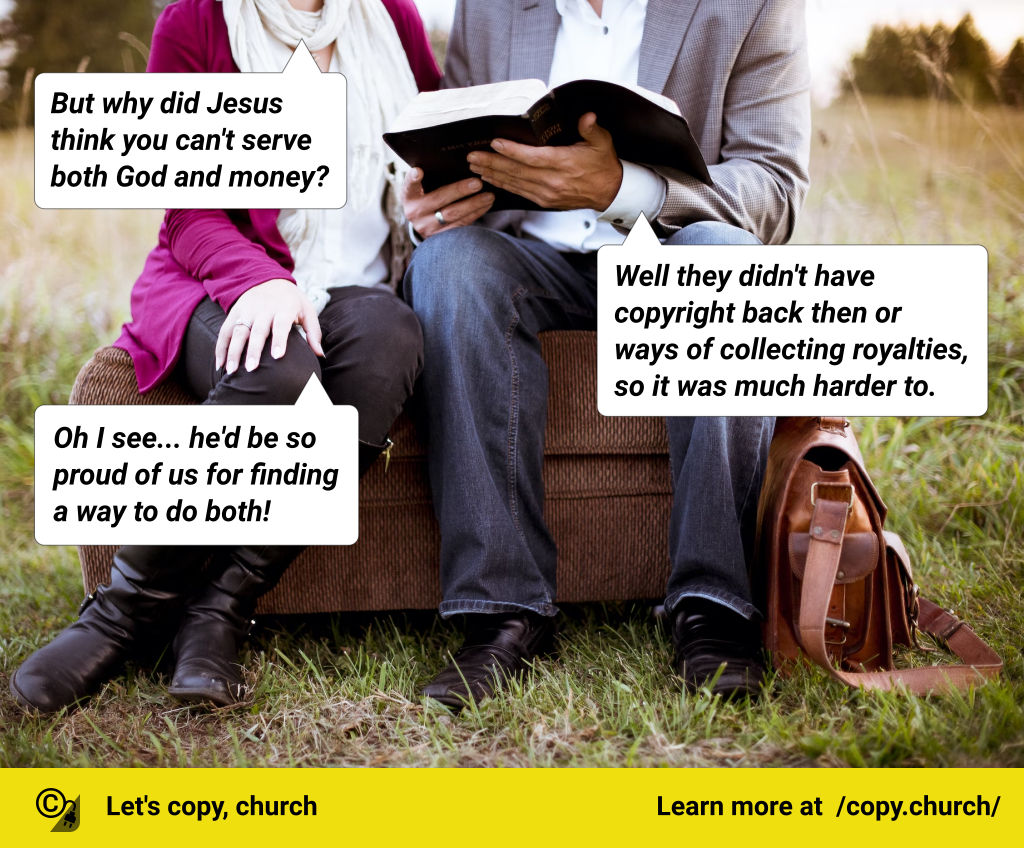 But why did Jesus
think you can't serve
both God and money?
Well they didn't have
copyright back then or
ways of collecting royalties,
so it was much harder to.
Oh I see... he'd be so
proud of us for finding
a way to do both!
©
Let's copy, church
Learn more at /copy.church/